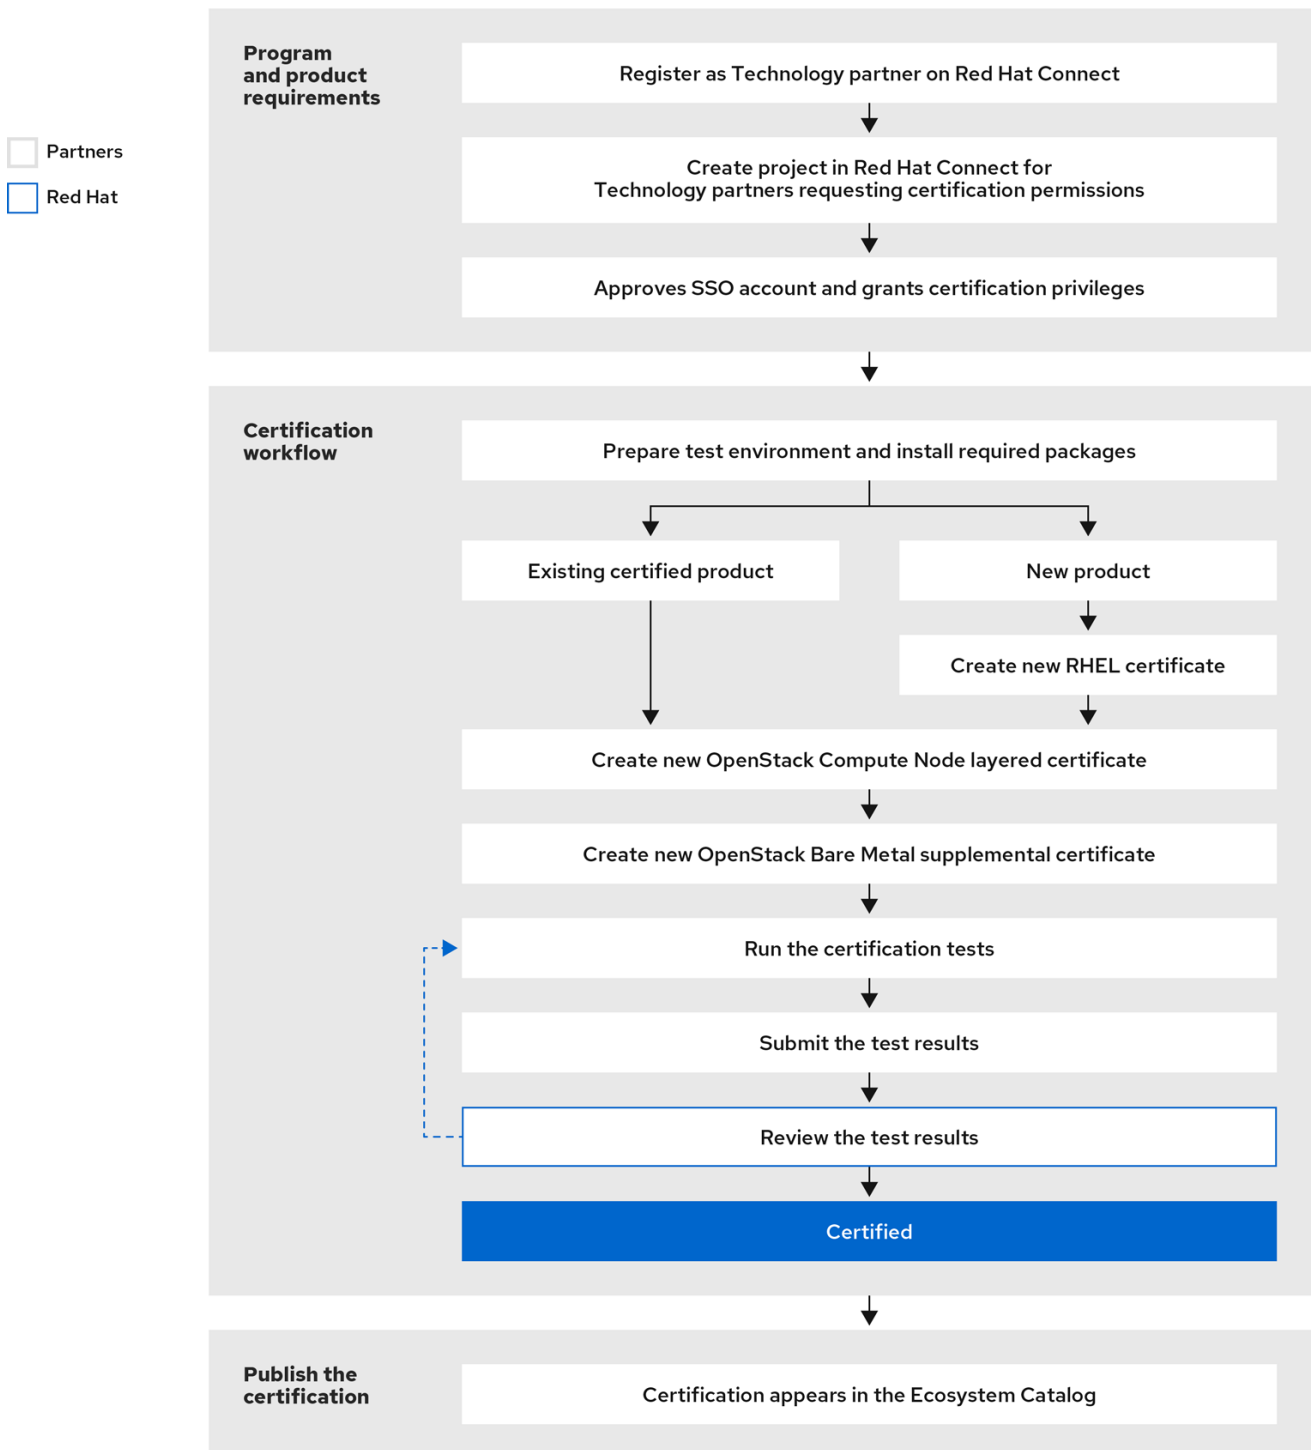 Program
and product
requirements
Register as Technology partner on Red Hat Connect
Partners
Red Hat
Create project in Red Hat Connect for
Technology partners requesting certification permissions
Approves SSO account and grants certification privileges
Certification
workflow
Prepare test environment and install required packages
Existing certified product
New product
Create new RHEL certificate
Create new OpenStack Compute Node layered certificate
Create new OpenStack Bare Metal supplemental certificate
Run the certification tests
Submit the test results
Review the test results
Certified
Publish the
certification
Certification appears in the Ecosystem Catalog